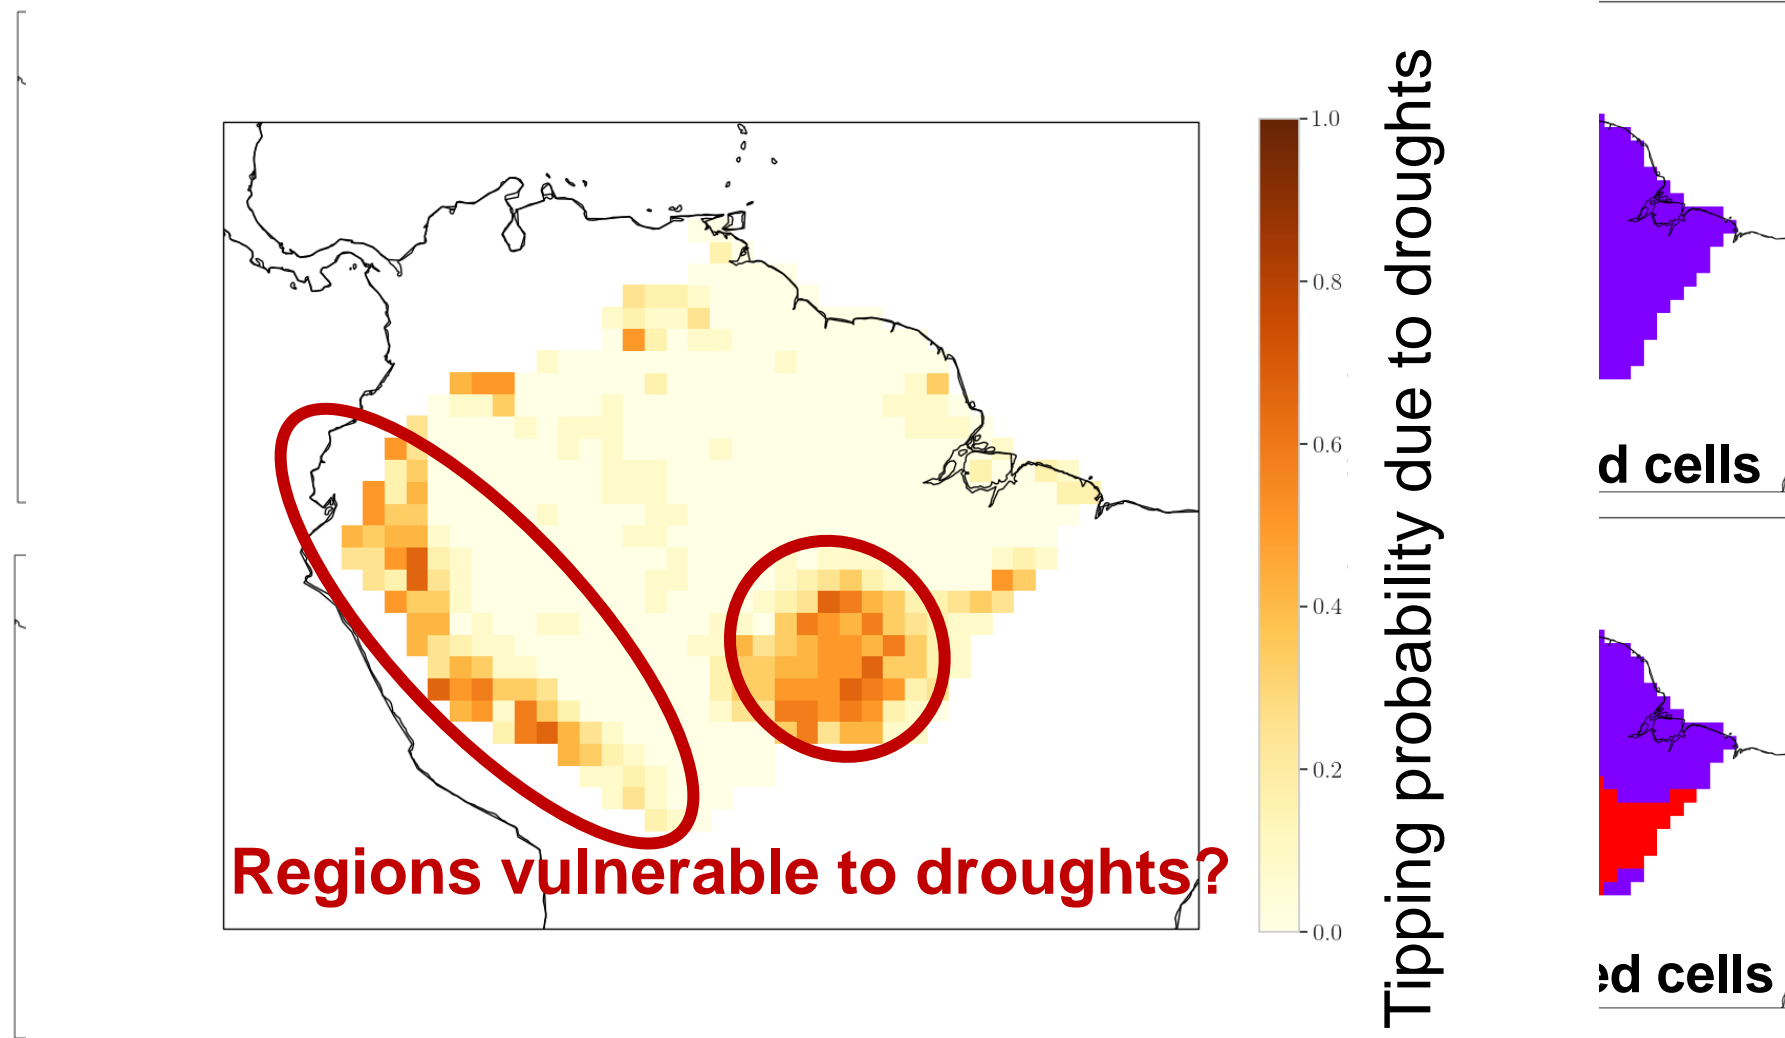 1.0
0.8
0.6
0.4
0.2
0.0
Tipping probability due to droughts
Regions vulnerable to droughts?
d cells
ed cells